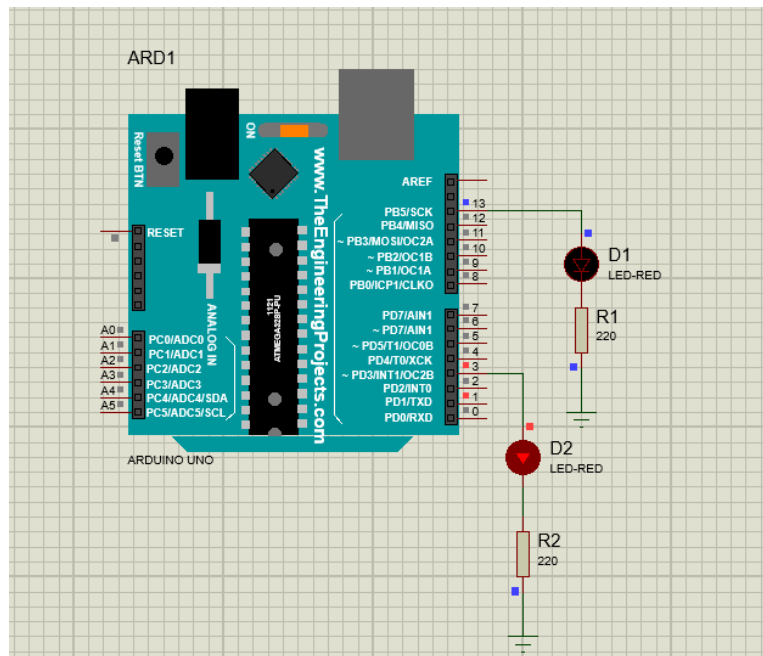 ARD1
Reset BTN
ON
www.TheEngineeringProjects.com
RESET
ANALOG IN
1121
ATMEGA328P-PU
AREF
PB5/SCK 13
PB4/MISO 12
~ PB3/MOSI/OC2A 11
~ PB2/OC1B 10
~ PB1/OC1A 9
PB0/ICP1/CLKO 8
PD7/AIN1 7
~ PD7/AIN1 6
~ PD5/T1/OC0B 5
PD4/T0/XCK 4
~ PD3/INT1/OC2B 3
PD2/INT0 2
PD1/TXD 1
PD0/RXD 0
A0 PC0/ADC0
A1 PC1/ADC1
A2 PC2/ADC2
A3 PC3/ADC3
A4 PC4/ADC4/SDA
A5 PC5/ADC5/SCL
ARDUINO UNO
D1
LED-RED
R1
220
D2
LED-RED
R2
220